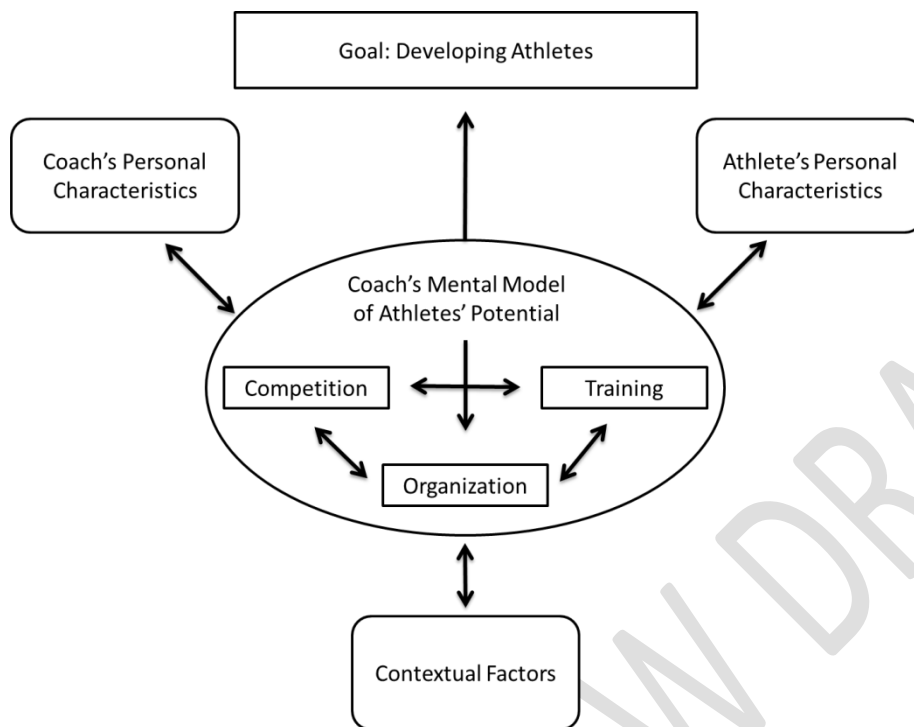 Goal: Developing Athletes
Coach's Personal
Characteristics
Athlete's Personal
Characteristics
Coach's Mental Model
of Athletes' Potential
Competition
Training
Organization
Contextual Factors
W DRA